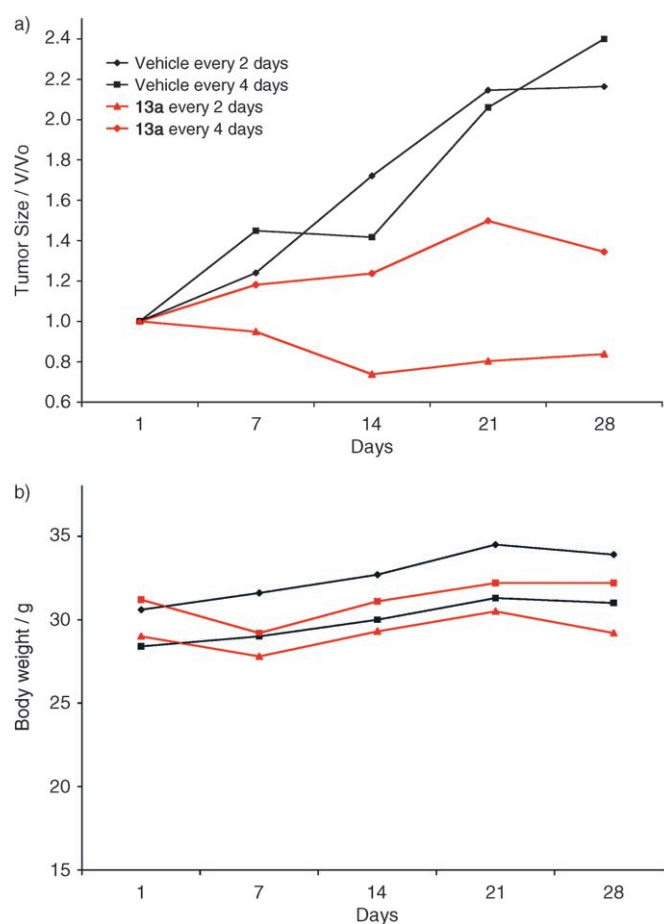 a)
2.4
2.2
2.0
1.8
1.6
1.4
1.2
1.0
0.8
0.6
Tumor Size / V/Vo
Vehicle every 2 days
Vehicle every 4 days
13a every 2 days
13a every 4 days
1 7 14 21 28
Days
b)
35
30
25
20
15
Body weight / g
1 7 14 21 28
Days